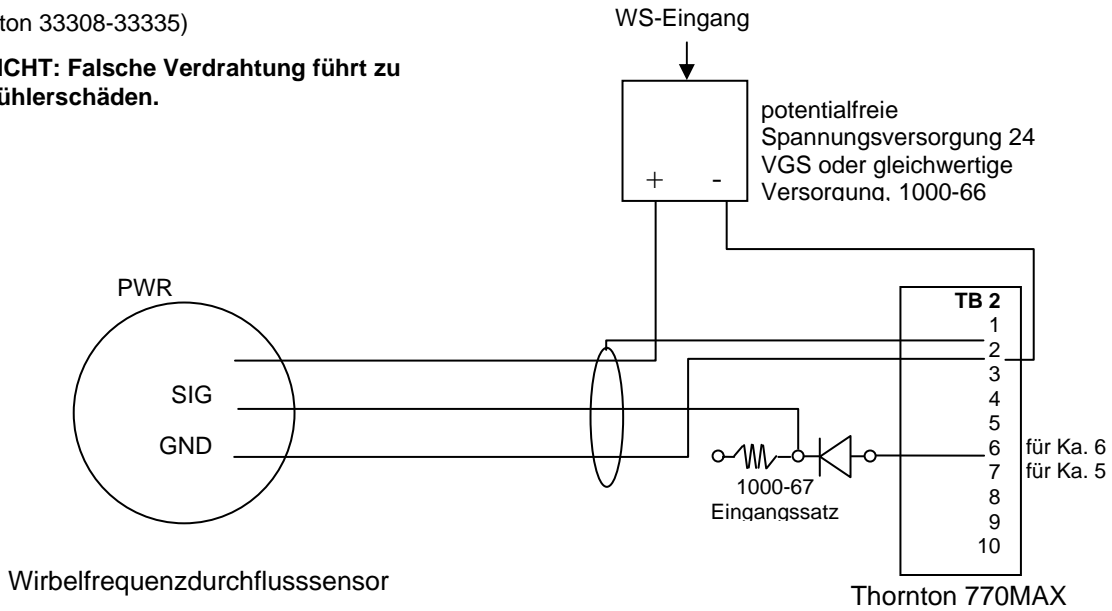 ton 33308-33335)
ICHT: Falsche Verdrahtung führt zu
ühlerschäden.
WS-Eingang
potentialfreie
Spannungsversorgung 24
VGS oder gleichwertige
Versorgung, 1000-66
+ -
PWR
SIG
GND
TB 2
1
2
3
4
5
6 für Ka. 6
7 für Ka. 5
8
9
10
1000-67
Eingangssatz
Wirbelfrequenzdurchflusssensor
Thornton 770MAX